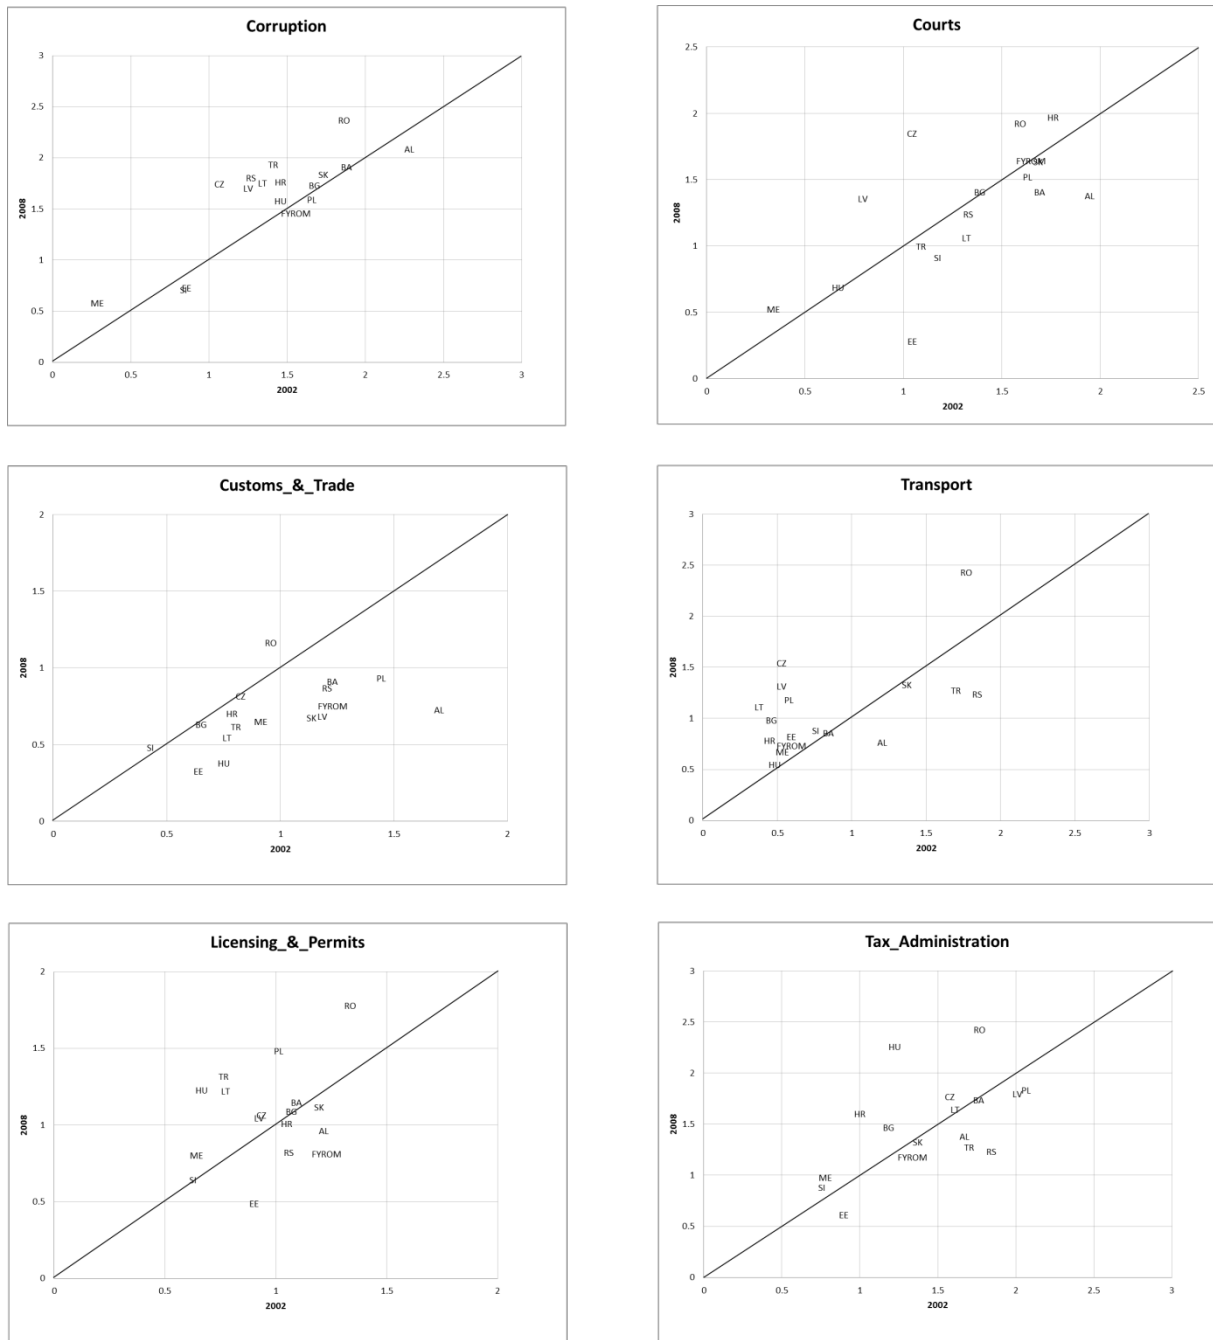 Corruption
3
2.5
RO
AL
2
TR
BA
SK
RS
CZ
LT
HR
LV
BG
HU
PL
1.5
FYROM
2008
1
EE
SI
ME
0.5
0
0 0.5 1 1.5 2 2.5 3
2002
Courts
2.5
2
HR
RO
CZ
FYROM
SK
PL
1.5
BG
BA
AL
LV
RS
2008
LT
TR
1
SI
HU
ME
0.5
EE
0
0 0.5 1 1.5 2 2.5
2002
Customs_&_Trade
2
1.5
RO
1
2008
BA
PL
RS
CZ
FYROM
AL
HR
SK
LV
ME
BG
TR
LT
SI
0.5
HU
EE
0
0 0.5 1 1.5 2
2002
Transport
3
2.5
RO
2
CZ
1.5
LV
SK
TR
RS
PL
LT
2008
1
BG
SI
BA
EE
HR
FYROM
AL
ME
HU
0.5
0
0 0.5 1 1.5 2 2.5 3
2002
Licensing_&_Permits
2
RO
1.5
PL
TR
HU
LT
BA
SK
BG
CZ
LV
2008
HR
1
AL
RS
FYROM
ME
SI
0.5
EE
0
0 0.5 1 1.5 2
2002
Tax_Administration
3
2.5
RO
HU
2
PL
LV
CZ
BA
LT
HR
1.5
BG
2008
AL
SK
TR
RS
FYROM
1
ME
SI
EE
0.5
0
0 0.5 1 1.5 2 2.5 3
2002